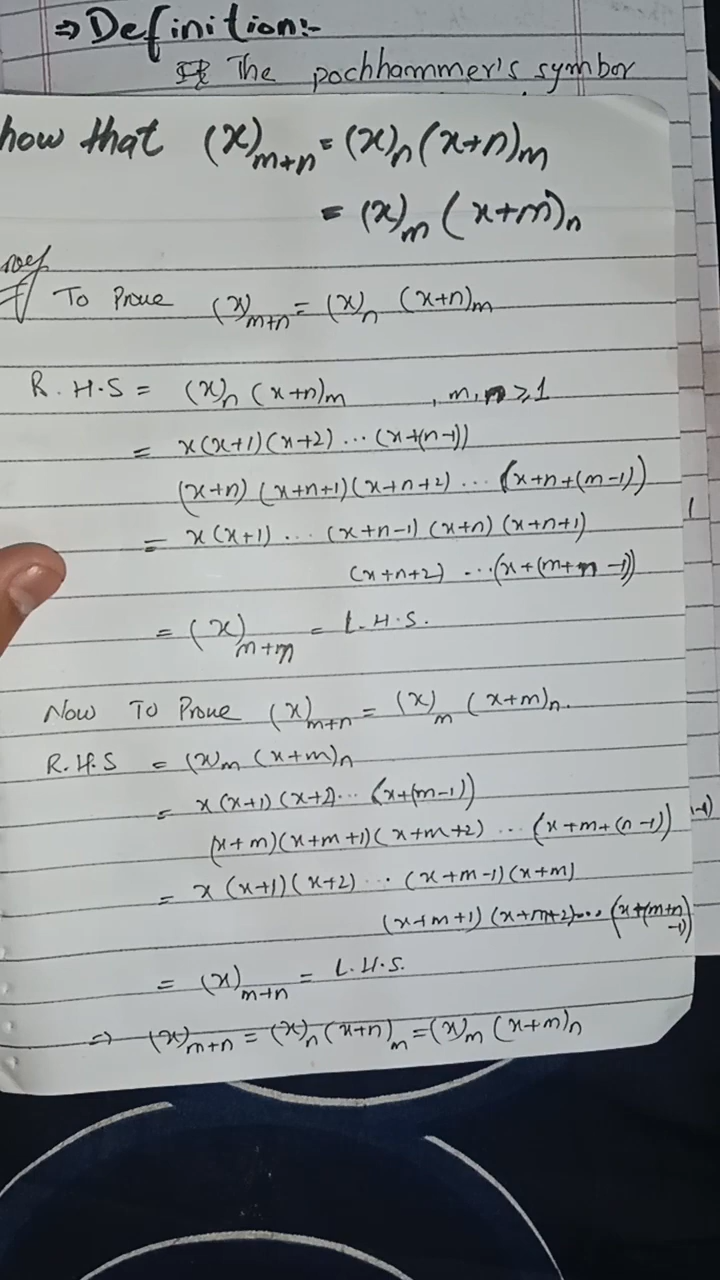 ⇒ Definition:-
The pochhammer's symbol
how that (x)m+n = (x)n (x+n)m
= (x)m (x+m)n
To Prove (x)m+n = (x)n (x+n)m
R.H.S = (x)n (x+n)m , m, n ≥ 1
= x(x+1)(x+2)...(x+(n-1))
(x+n)(x+n+1)(x+n+2)...(x+n+(m-1))
= x(x+1)...(x+n-1)(x+n)(x+n+1)
(x+n+2)...(x+(m+n-1))
= (x)m+n = L.H.S.
Now To Prove (x)m+n = (x)m (x+m)n.
R.H.S = (x)m (x+m)n
= x(x+1)(x+2)...(x+(m-1))
(x+m)(x+m+1)(x+m+2)...(x+m+(n-1))
= x(x+1)(x+2)...(x+m-1)(x+m)
(x+m+1)(x+m+2)...(x+(m+n)-1)
= (x)m+n = L.H.S.
⇒ (x)m+n = (x)n (x+n)m = (x)m (x+m)n